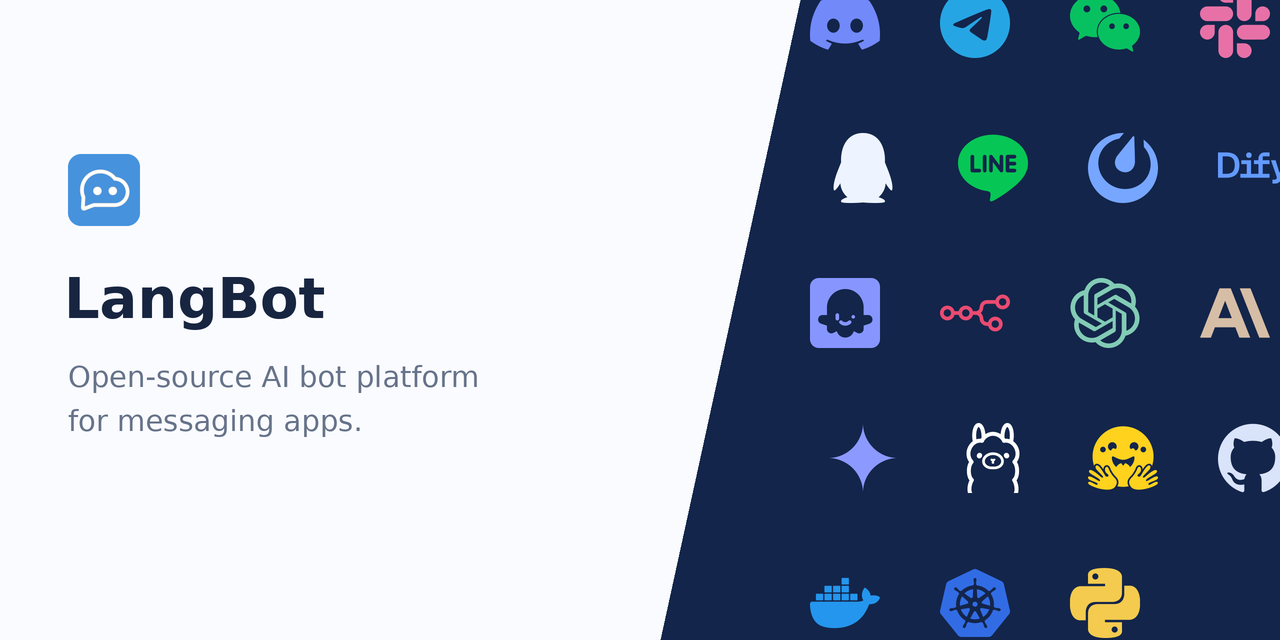 LangBot
Open-source AI bot platform
for messaging apps.
LINE
Dify